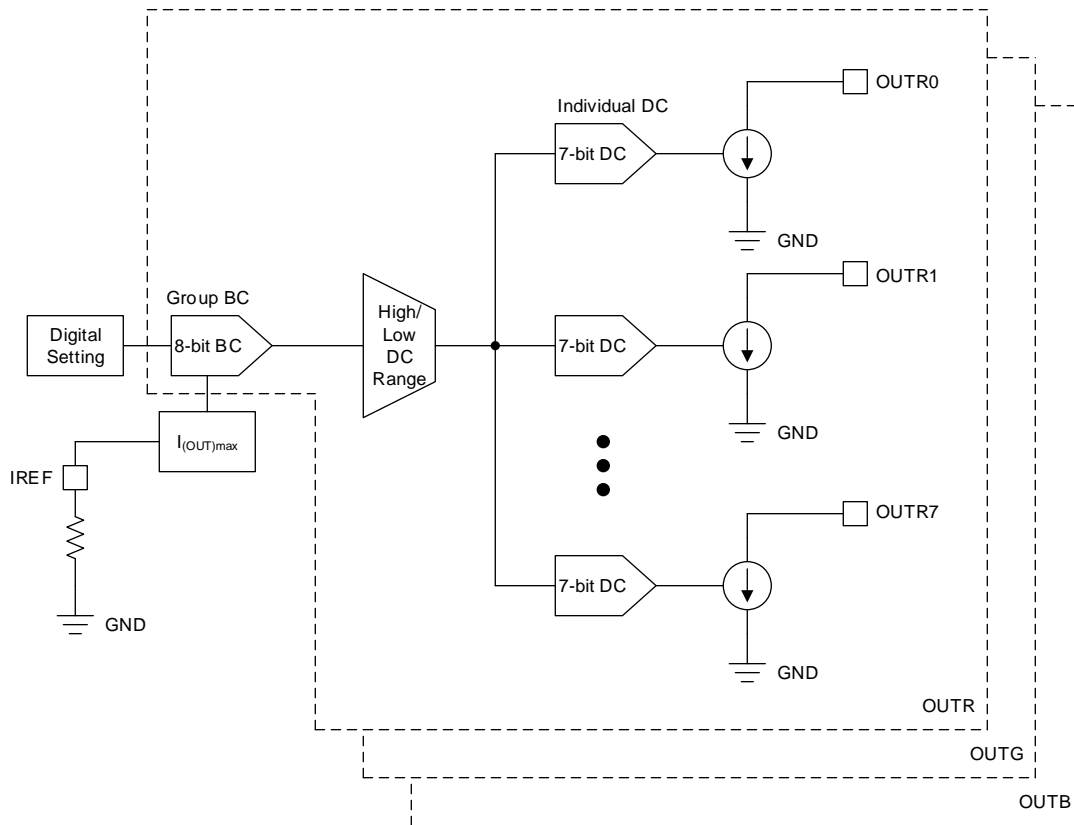 OUTR0
Individual DC
7-bit DC
GND
OUTR1
Group BC
High/
Low
DC
Range
Digital
Setting
8-bit BC
7-bit DC
GND
I(OUT)max
IREF
OUTR7
7-bit DC
GND
GND
OUTR
OUTG
OUTB